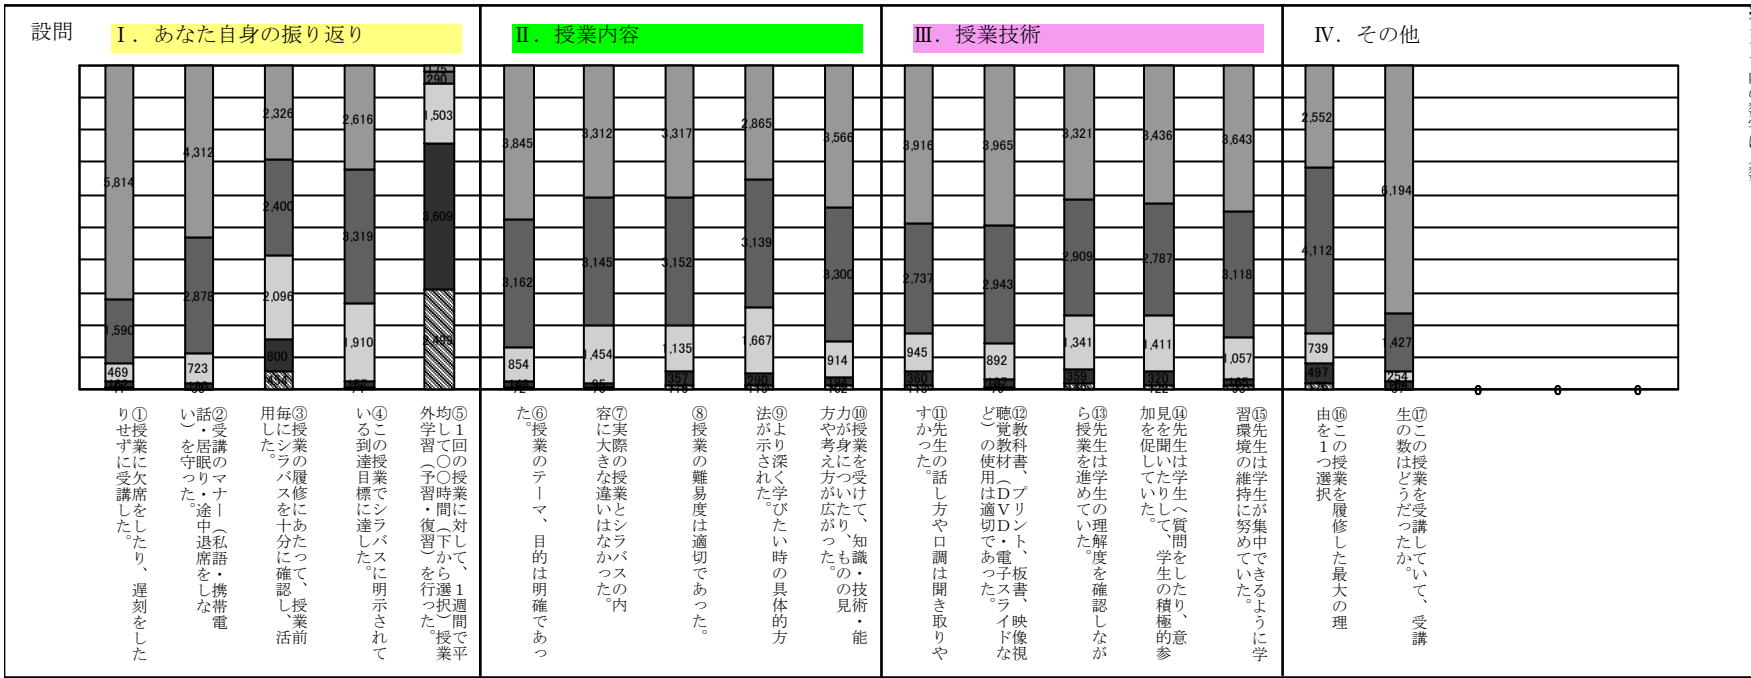 設問
Ⅰ．あなた自身の振り返り
Ⅱ．授業内容
Ⅲ．授業技術
Ⅳ．その他
5,814
1,590
469
4,312
2,878
723
2,326
2,400
2,096
800
454
2,616
3,319
1,910
175
290
1,503
3,609
2,499
3,845
3,162
854
3,312
3,145
1,454
3,317
3,152
1,135
357
2,865
3,139
1,667
290
3,566
3,300
914
3,916
2,737
945
360
3,965
2,943
892
3,321
2,909
1,341
359
3,436
2,787
1,411
320
122
3,643
3,118
1,057
2,552
4,112
739
497
6,194
1,427
254
0
0
0
①授業に欠席をしたり、遅刻をした
りせずに受講した。
②受講のマナー（私語・携帯電
話・居眠り・途中退席をしな
い）を守った。
③授業の履修にあたって、授業前
毎にシラバスを十分に確認し、活
用した。
④この授業でシラバスに明示されて
いる到達目標に達した。
⑤１回の授業に対して、１週間で平
均して〇〇時間（下から選択）授業
外学習（予習・復習）を行った。
⑥授業のテーマ、目的は明確であっ
た。
⑦実際の授業とシラバスの内
容に大きな違いはなかった。
⑧授業の難易度は適切であった。
⑨より深く学びたい時の具体的方
法が示された。
⑩授業を受けて、知識・技術・能
力が身についたり、ものの見
方や考え方が広がった。
⑪先生の話し方や口調は聞き取りや
すかった。
⑫教科書、プリント、板書、映像視
聴覚教材（ＤＶＤ・電子スライドな
ど）の使用は適切であった。
⑬先生は学生の理解度を確認しなが
ら授業を進めていた。
⑭先生は学生へ質問をしたり、意
見を聞いたりして、学生の積極的参
加を促していた。
⑮先生は学生が集中できるように学
習環境の維持に努めていた。
⑯この授業を履修した最大の理
由を１つ選択
⑰この授業を受講していて、受講
生の数はどうだったか。